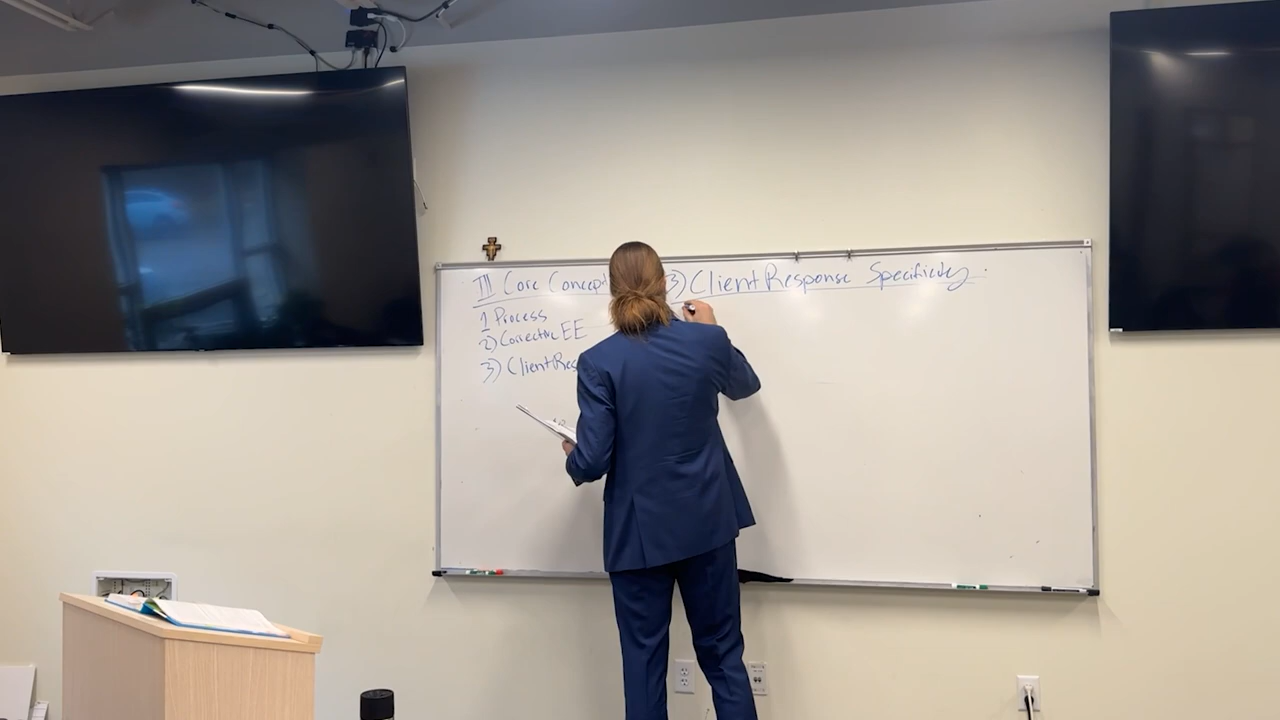 III Core Concept
1 Process
2) Corrective EE
3) Client Res
3) Client Response Specificity.